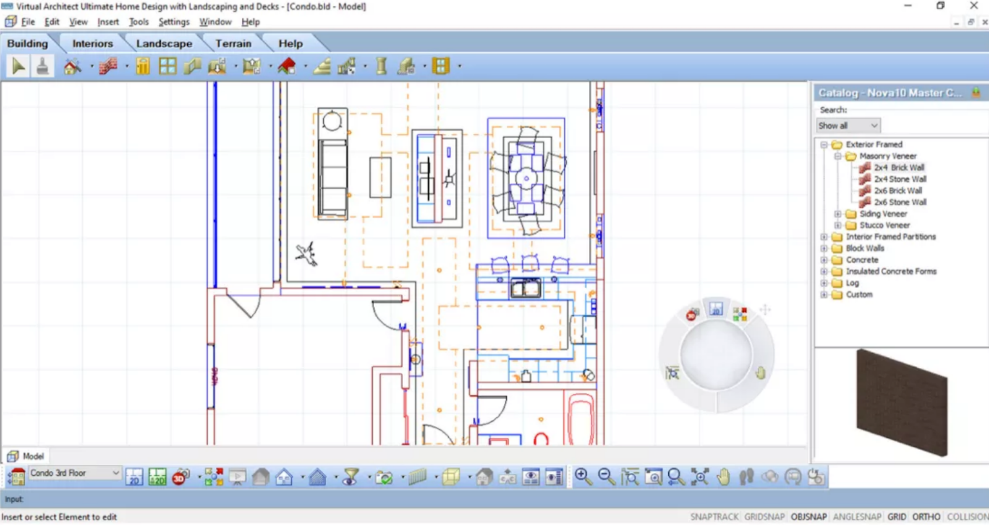 Virtual Architect Ultimate Home Design with Landscaping and Decks - [Condo.bld - Model]
File Edit View Insert Tools Settings Window Help
Building Interiors Landscape Terrain Help
Catalog - Nova10 Master C...
Search:
Show all
Exterior Framed
Masonry Veneer
2x4 Brick Wall
2x4 Stone Wall
2x6 Brick Wall
2x6 Stone Wall
Siding Veneer
Stucco Veneer
Interior Framed Partitions
Block Walls
Concrete
Insulated Concrete Forms
Log
Custom
Model
Condo 3rd Floor
2D
2D
3D
Input:
Insert or select Element to edit
SNAPTRACK GRIDSNAP OBJSNAP ANGLESNAP GRID ORTHO COLLISION